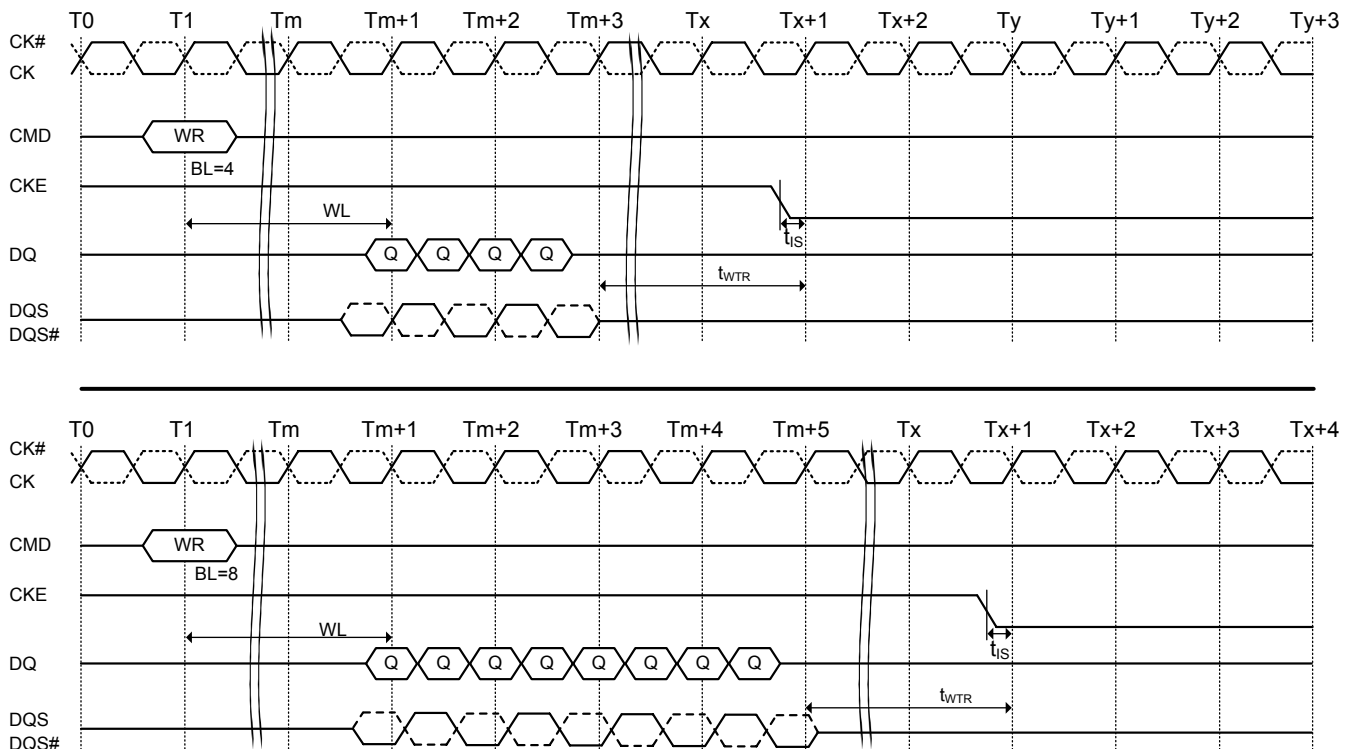 T0 T1 Tm Tm+1 Tm+2 Tm+3 Tx Tx+1 Tx+2 Ty Ty+1 Ty+2 Ty+3
CK#
CK
CMD WR
BL=4
CKE
WL
tIS
DQ Q Q Q Q
tWTR
DQS
DQS#
T0 T1 Tm Tm+1 Tm+2 Tm+3 Tm+4 Tm+5 Tx Tx+1 Tx+2 Tx+3 Tx+4
CK#
CK
CMD WR
BL=8
CKE
WL
tIS
DQ Q Q Q Q Q Q Q Q
tWTR
DQS
DQS#